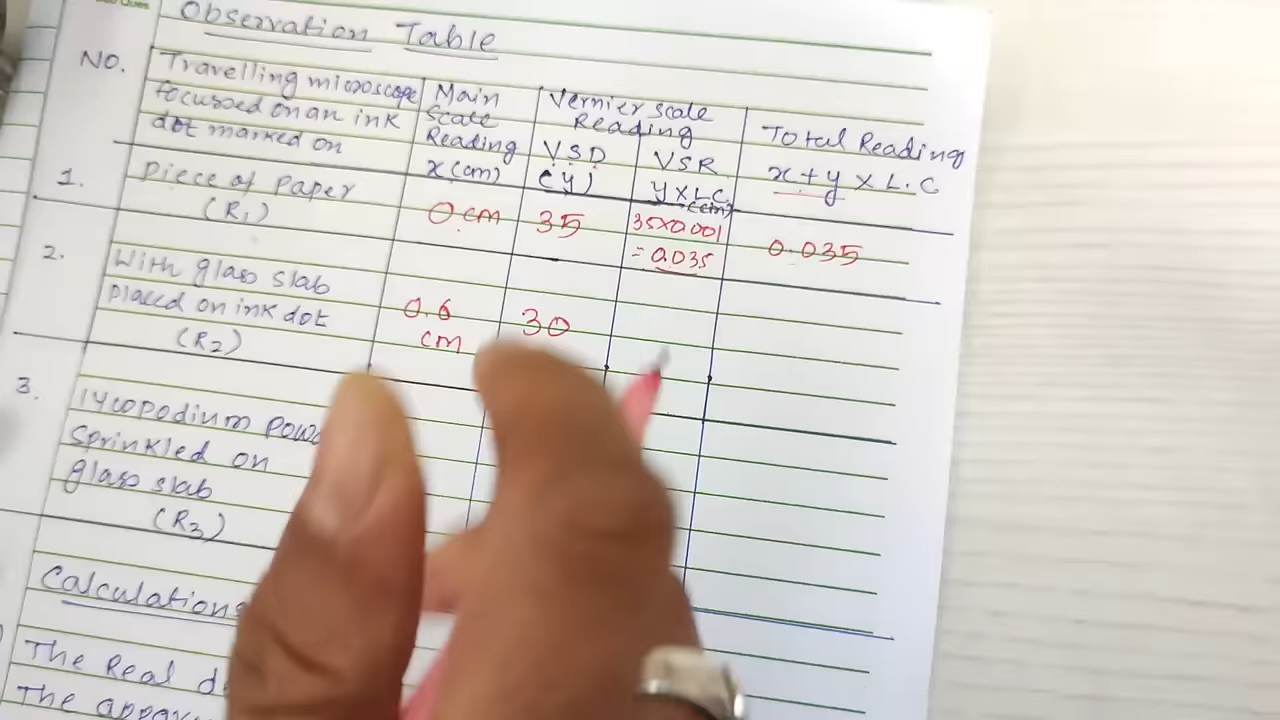 Observation Table
NO.
Travelling microscope
focussed on an ink
dot marked on
Main
Scale
Reading
x (cm)
Vernier scale
Reading
VSD
(y)
VSR
y x L.C
(cm)
Total Reading
x + y x L.C
1.
Piece of Paper
(R1)
0 cm
35
35x0.001
= 0.035
0.035
2.
With glass slab
placed on ink dot
(R2)
0.6
cm
30
3.
lycopodium
Sprinkled on
glass slab
(R3)
Calculations
The Real
The